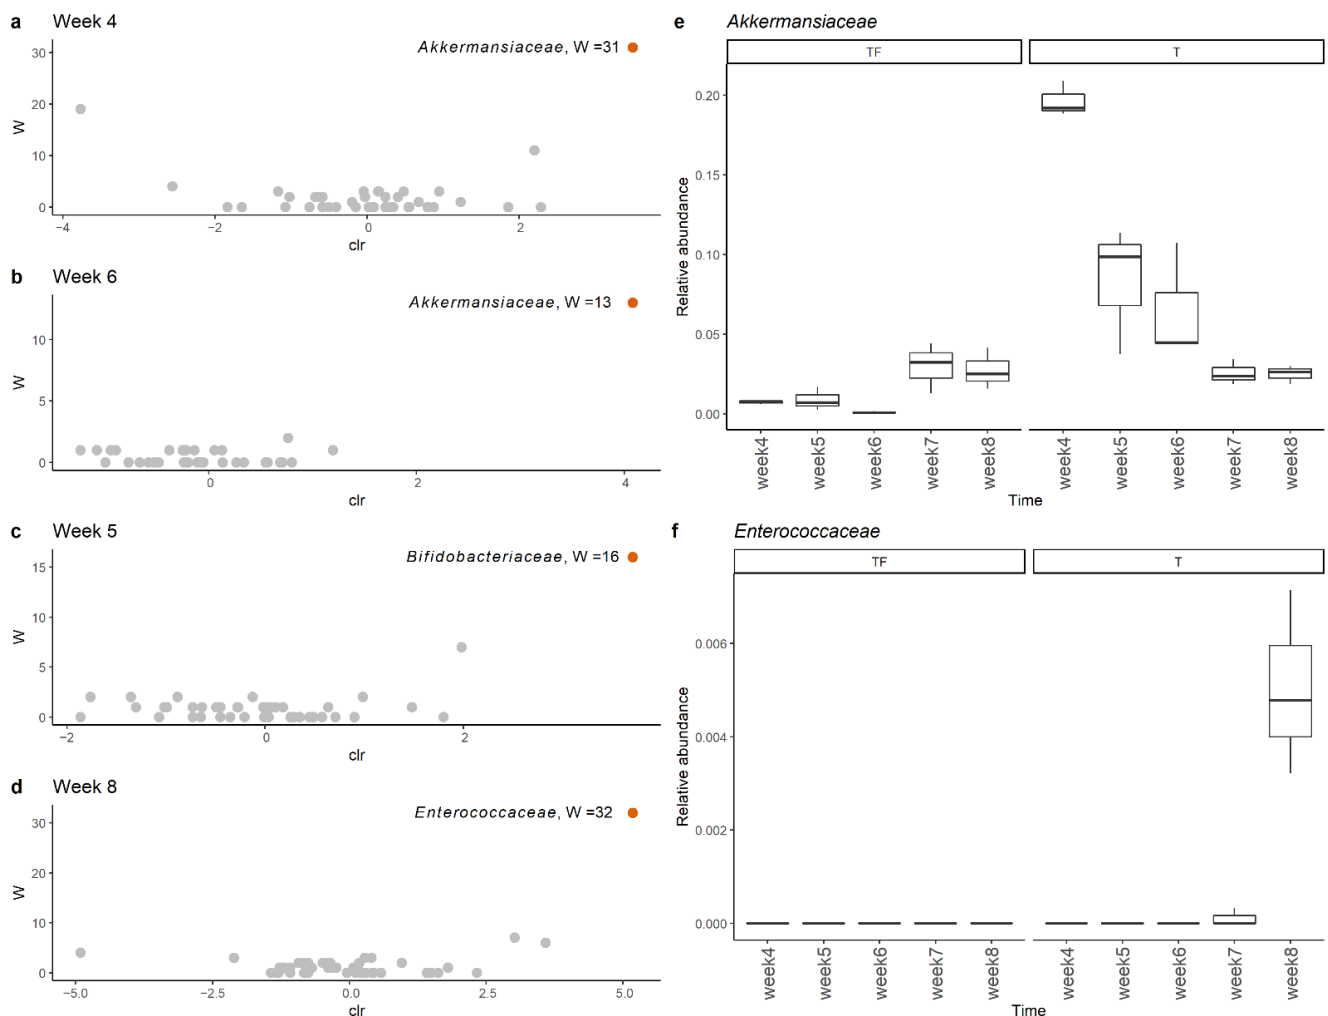 a Week 4
Akkermansiaceae, W =31
30
20
10
0
W
−4 −2 0 2
clr
b Week 6
Akkermansiaceae, W =13
10
5
0
W
0 2 4
clr
c Week 5
Bifidobacteriaceae, W =16
15
10
5
0
W
−2 0 2
clr
d Week 8
Enterococcaceae, W =32
30
20
10
0
W
−5.0 −2.5 0.0 2.5 5.0
clr
e Akkermansiaceae
TF T
0.20
0.15
0.10
0.05
0.00
Relative abundance
week4 week5 week6 week7 week8 week4 week5 week6 week7 week8
Time
f Enterococcaceae
TF T
0.006
0.004
0.002
0.000
Relative abundance
week4 week5 week6 week7 week8 week4 week5 week6 week7 week8
Time